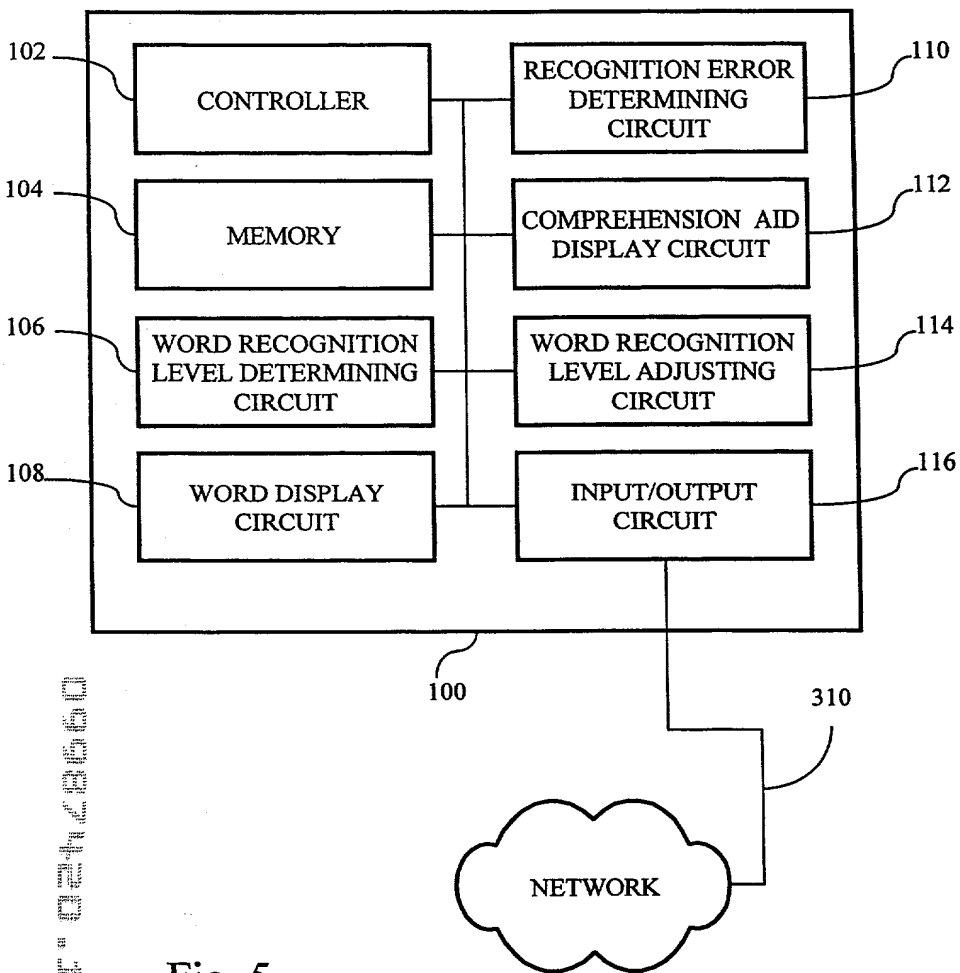 102
CONTROLLER
RECOGNITION ERROR
DETERMINING
CIRCUIT
110
104
MEMORY
COMPREHENSION AID
DISPLAY CIRCUIT
112
106
WORD RECOGNITION
LEVEL DETERMINING
CIRCUIT
WORD RECOGNITION
LEVEL ADJUSTING
CIRCUIT
114
108
WORD DISPLAY
CIRCUIT
INPUT/OUTPUT
CIRCUIT
116
100
310
NETWORK
Fig. 5